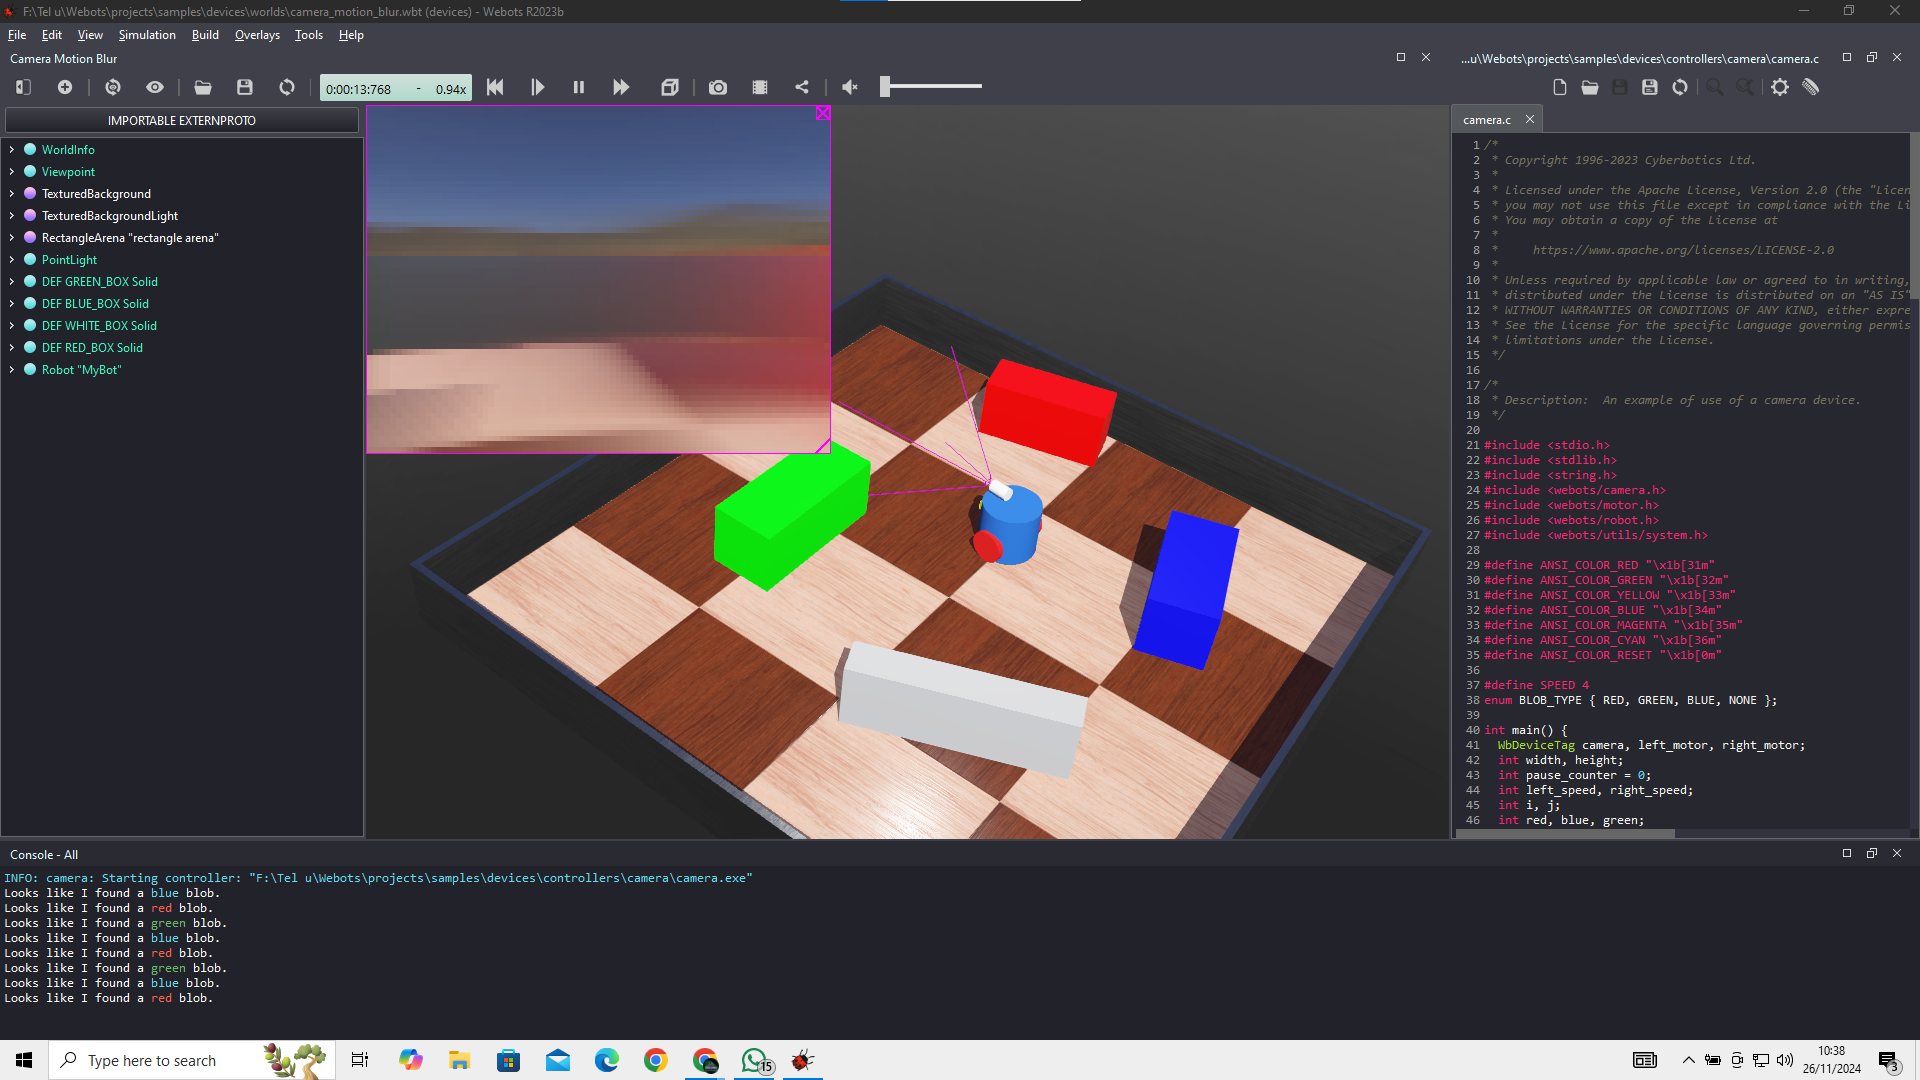 F:\Tel u\Webots\projects\samples\devices\worlds\camera_motion_blur.wbt (devices) - Webots R2023b
File Edit View Simulation Build Overlays Tools Help
Camera Motion Blur
0:00:13:768 - 0.94x
IMPORTABLE EXTERNPROTO
WorldInfo
Viewpoint
TexturedBackground
TexturedBackgroundLight
RectangleArena "rectangle arena"
PointLight
DEF GREEN_BOX Solid
DEF BLUE_BOX Solid
DEF WHITE_BOX Solid
DEF RED_BOX Solid
Robot "MyBot"
...u\Webots\projects\samples\devices\controllers\camera\camera.c
camera.c
1 /*
2 * Copyright 1996-2023 Cyberbotics Ltd.
3 *
4 * Licensed under the Apache License, Version 2.0 (the "Licen
5 * you may not use this file except in compliance with the Li
6 * You may obtain a copy of the License at
7 *
8 * https://www.apache.org/licenses/LICENSE-2.0
9 *
10 * Unless required by applicable law or agreed to in writing,
11 * distributed under the License is distributed on an "AS IS"
12 * WITHOUT WARRANTIES OR CONDITIONS OF ANY KIND, either expre
13 * See the License for the specific language governing permis
14 * limitations under the License.
15 */
16
17 /*
18 * Description: An example of use of a camera device.
19 */
20
21 #include <stdio.h>
22 #include <stdlib.h>
23 #include <string.h>
24 #include <webots/camera.h>
25 #include <webots/motor.h>
26 #include <webots/robot.h>
27 #include <webots/utils/system.h>
28
29 #define ANSI_COLOR_RED "\x1b[31m"
30 #define ANSI_COLOR_GREEN "\x1b[32m"
31 #define ANSI_COLOR_YELLOW "\x1b[33m"
32 #define ANSI_COLOR_BLUE "\x1b[34m"
33 #define ANSI_COLOR_MAGENTA "\x1b[35m"
34 #define ANSI_COLOR_CYAN "\x1b[36m"
35 #define ANSI_COLOR_RESET "\x1b[0m"
36
37 #define SPEED 4
38 enum BLOB_TYPE { RED, GREEN, BLUE, NONE };
39
40 int main() {
41 WbDeviceTag camera, left_motor, right_motor;
42 int width, height;
43 int pause_counter = 0;
44 int left_speed, right_speed;
45 int i, j;
46 int red, blue, green;
Console - All
INFO: camera: Starting controller: "F:\Tel u\Webots\projects\samples\devices\controllers\camera\camera.exe"
Looks like I found a blue blob.
Looks like I found a red blob.
Looks like I found a green blob.
Looks like I found a blue blob.
Looks like I found a red blob.
Looks like I found a green blob.
Looks like I found a blue blob.
Looks like I found a red blob.
Type here to search
15
10:38
26/11/2024
3